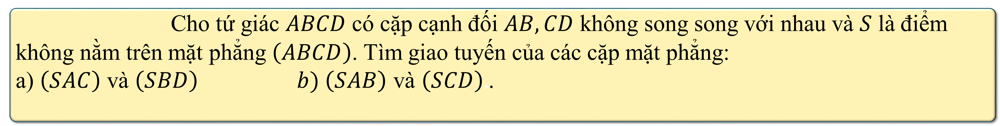 Cho tứ giác ABCD có cặp cạnh đối AB, CD không song song với nhau và S là điểm
không nằm trên mặt phẳng (ABCD). Tìm giao tuyến của các cặp mặt phẳng:
a) (SAC) và (SBD) b) (SAB) và (SCD)..